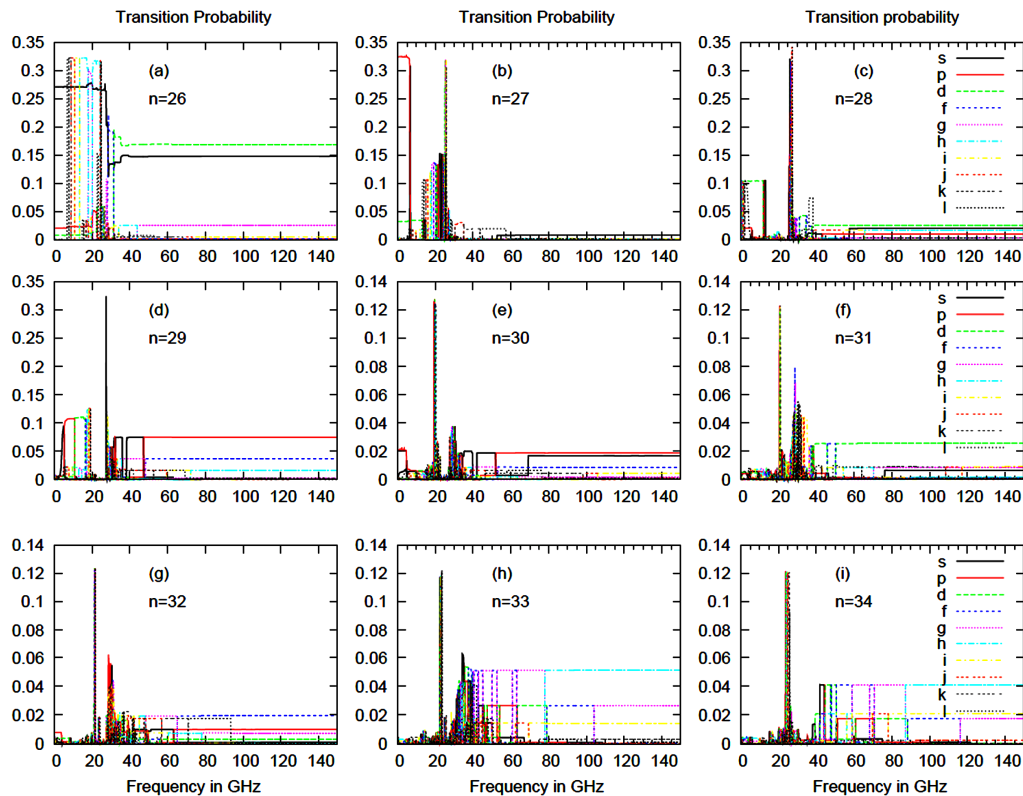 Transition Probability Transition Probability Transition probability
0.35 0.35 0.35
(a) (b) (c) s
0.3 0.3 0.3 p
n=26 n=27 n=28 d
0.25 0.25 0.25 f
0.2 0.2 0.2 g
h
0.15 0.15 0.15 i
0.1 0.1 0.1 j
k
0.05 0.05 0.05 l
0 0 0
0 20 40 60 80 100 120 140 0 20 40 60 80 100 120 140 0 20 40 60 80 100 120 140
0.35 0.14 0.14
(d) (e) (f) s
0.3 0.12 0.12 p
n=29 n=30 n=31 d
0.25 0.1 0.1 f
0.2 0.08 0.08 g
h
0.15 0.06 0.06 i
0.1 0.04 0.04 j
k
0.05 0.02 0.02 l
0 0 0
0 20 40 60 80 100 120 140 0 20 40 60 80 100 120 140 0 20 40 60 80 100 120 140
0.14 0.14 0.14
(g) (h) (i) s
0.12 0.12 0.12 p
n=32 n=33 n=34 d
0.1 0.1 0.1 f
0.08 0.08 0.08 g
h
0.06 0.06 0.06 i
0.04 0.04 0.04 j
k
0.02 0.02 0.02 l
0 0 0
0 20 40 60 80 100 120 140 0 20 40 60 80 100 120 140 0 20 40 60 80 100 120 140
Frequency in GHz Frequency in GHz Frequency in GHz